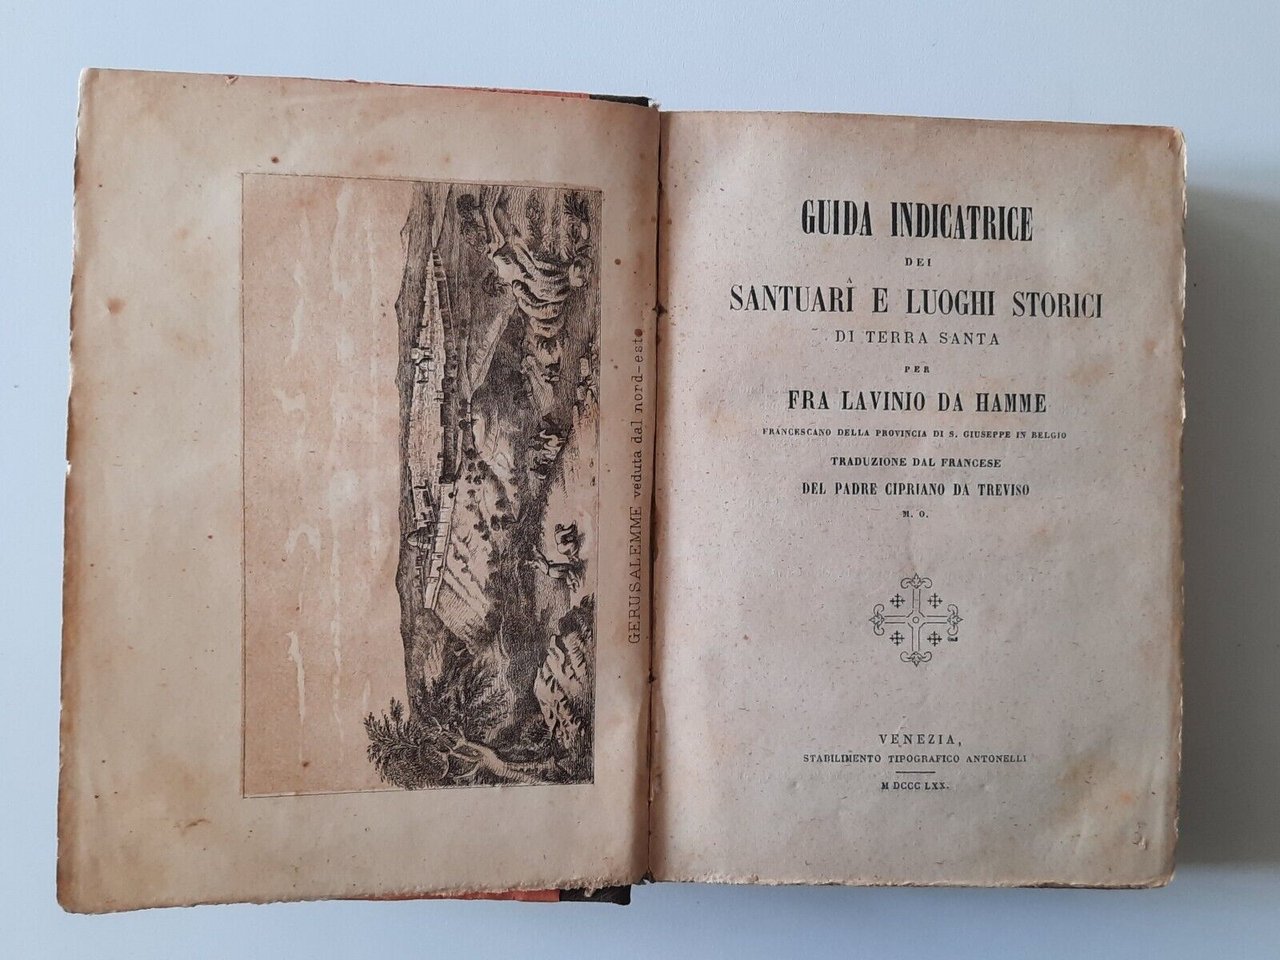 GERUSALEMME veduta dal nord-est
GUIDA INDICATRICE
DEI
SANTUARÎ E LUOGHI STORICI
DI TERRA SANTA
PER
FRA LAVINIO DA HAMME
FRANCESCANO DELLA PROVINCIA DI S. GIUSEPPE IN BELGIO
TRADUZIONE DAL FRANCESE
DEL PADRE CIPRIANO DA TREVISO
M. O.
VENEZIA,
STABILIMENTO TIPOGRAFICO ANTONELLI
M DCCC LXX.